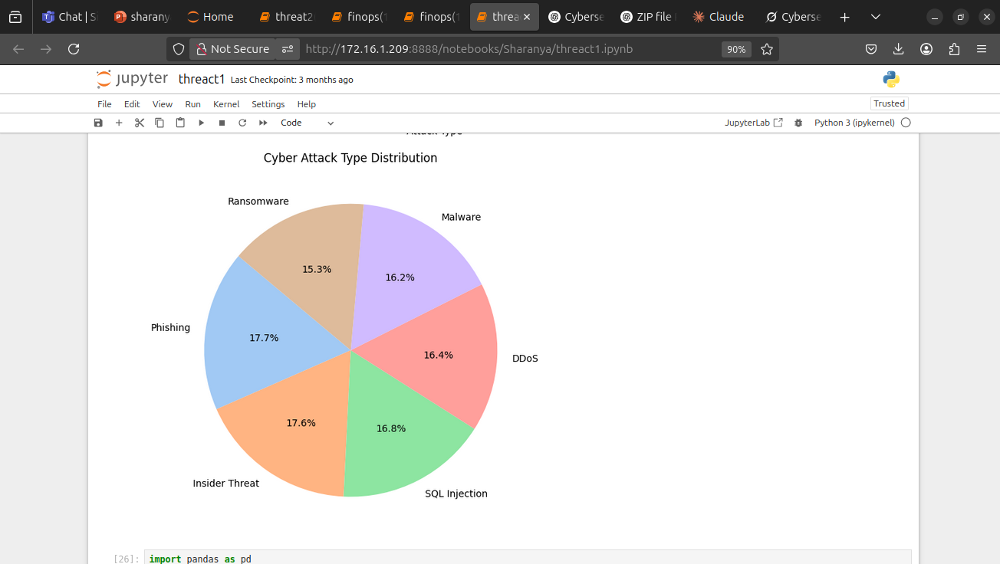 Chat | Si
sharany
Home
threat2
finops(1
finops(1
threa
Cyberse
ZIP file
Claude
Cyberse
Not Secure
http://172.16.1.209:8888/notebooks/Sharanya/threact1.ipynb
90%
jupyter threact1 Last Checkpoint: 3 months ago
File Edit View Run Kernel Settings Help
Trusted
Code
JupyterLab
Python 3 (ipykernel)
Attack Type
Cyber Attack Type Distribution
Ransomware
Malware
15.3%
16.2%
Phishing
17.7%
16.4%
DDoS
17.6%
16.8%
Insider Threat
SQL Injection
[26]: import pandas as pd